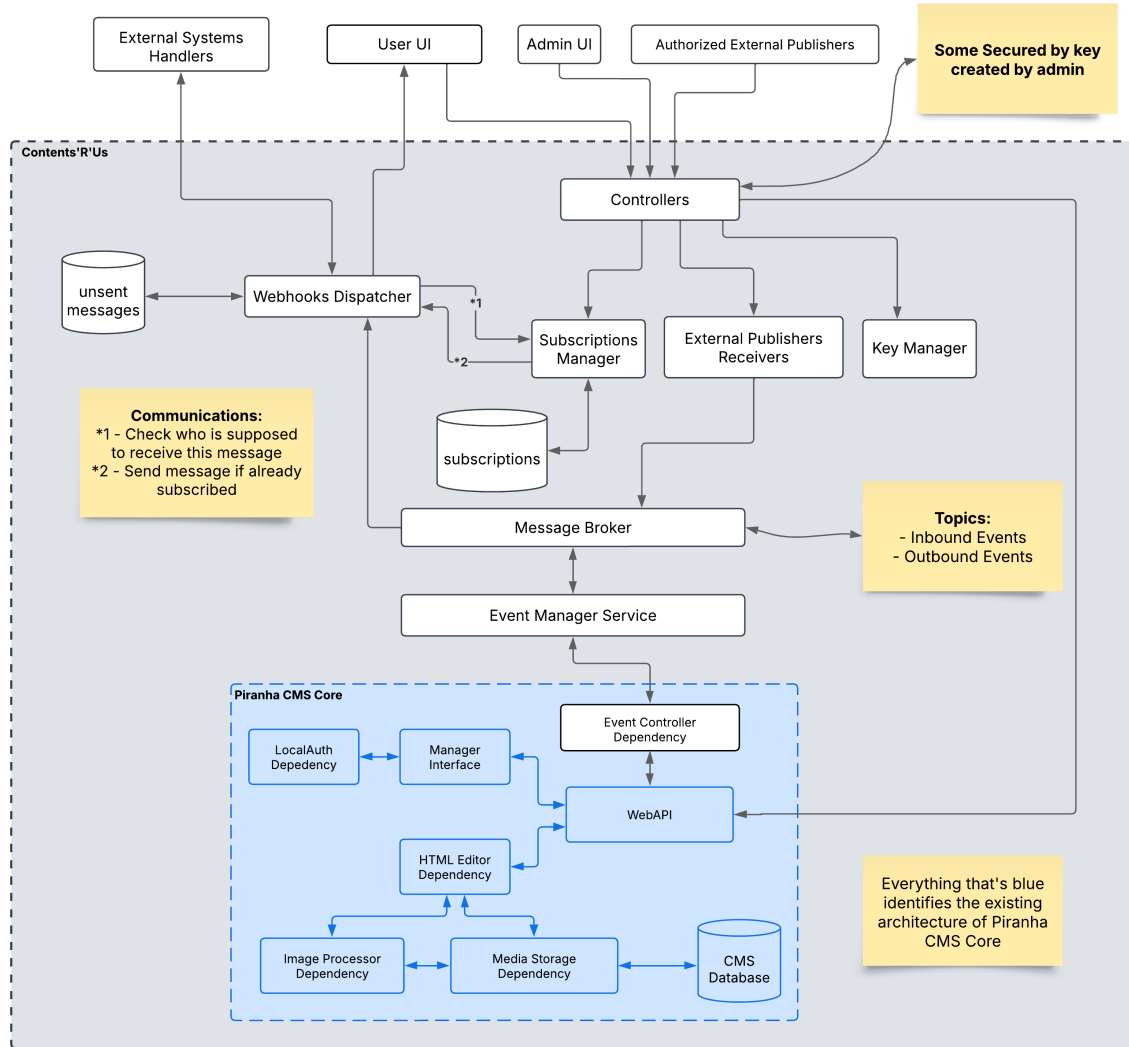 External Systems
Handlers
User UI
Admin UI
Authorized External Publishers
Some Secured by key
created by admin
Contents'R'Us
Controllers
unsent
messages
Webhooks Dispatcher
*1
*2
Subscriptions
Manager
External Publishers
Receivers
Key Manager
Communications:
*1 - Check who is supposed
to receive this message
*2 - Send message if already
subscribed
subscriptions
Message Broker
Topics:
- Inbound Events
- Outbound Events
Event Manager Service
Piranha CMS Core
Event Controller
Dependency
LocalAuth
Depedency
Manager
Interface
WebAPI
HTML Editor
Dependency
Everything that's blue
identifies the existing
architecture of Piranha
CMS Core
Image Processor
Dependency
Media Storage
Dependency
CMS
Database